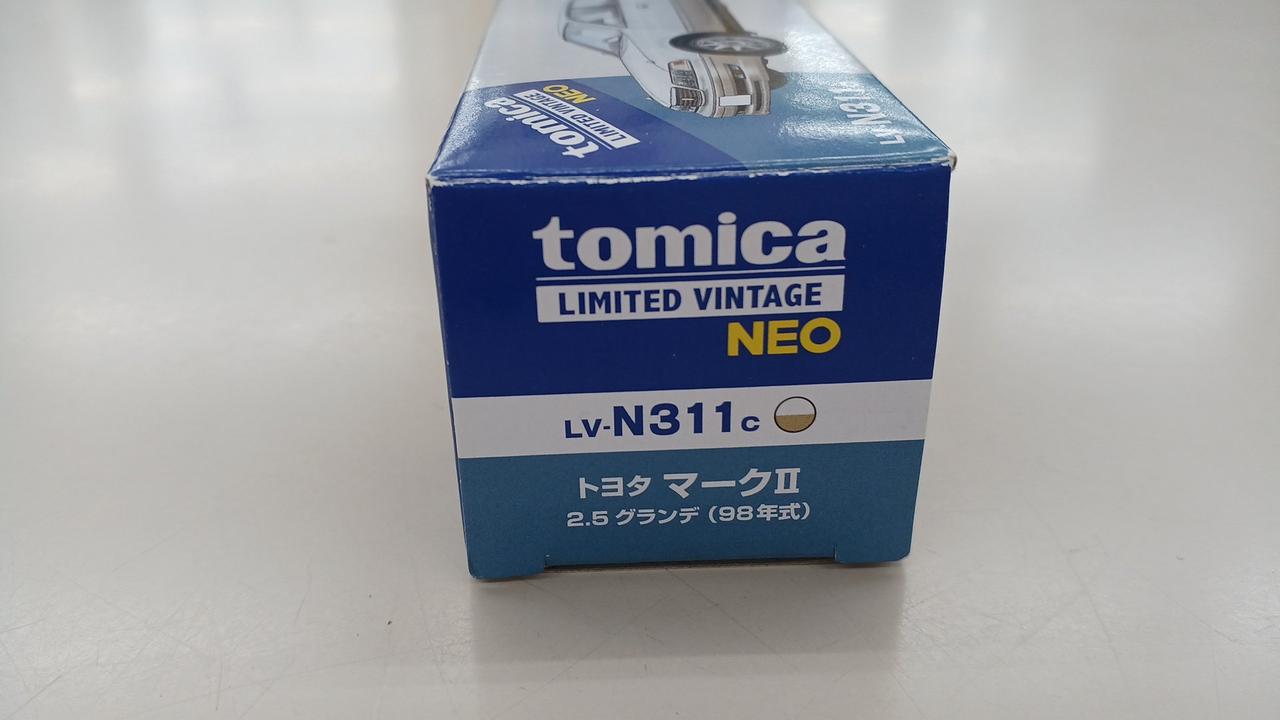 LV-N311
tomica
LIMITED VINTAGE
NEO
tomica
LIMITED VINTAGE
NEO
LV-N311c
トヨタ マークII
2.5 グランデ (98年式)